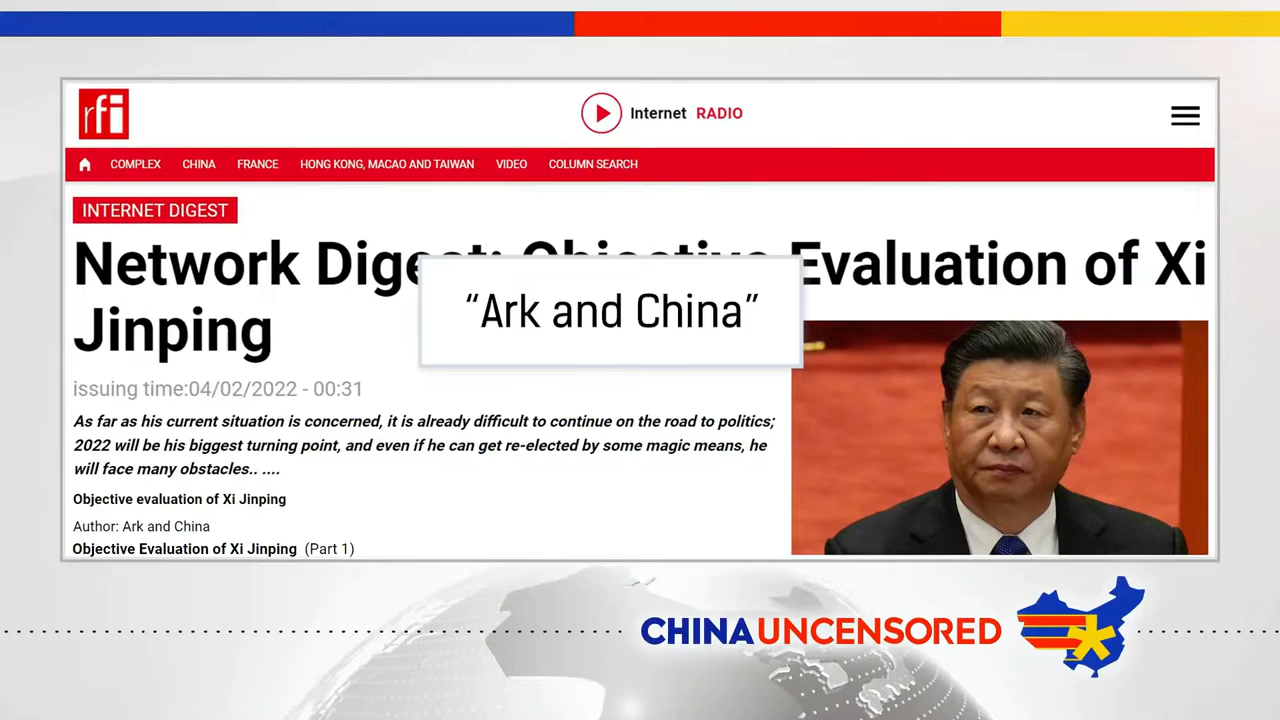 rfi
Internet RADIO
COMPLEX CHINA FRANCE HONG KONG, MACAO AND TAIWAN VIDEO COLUMN SEARCH
INTERNET DIGEST
Network Evaluation of Xi
Jinping
“Ark and China”
issuing time:04/02/2022 - 00:31
As far as his current situation is concerned, it is already difficult to continue on the road to politics;
2022 will be his biggest turning point, and even if he can get re-elected by some magic means, he
will face many obstacles.. ....
Objective evaluation of Xi Jinping
Author: Ark and China
Objective Evaluation of Xi Jinping (Part 1)
CHINA UNCENSORED